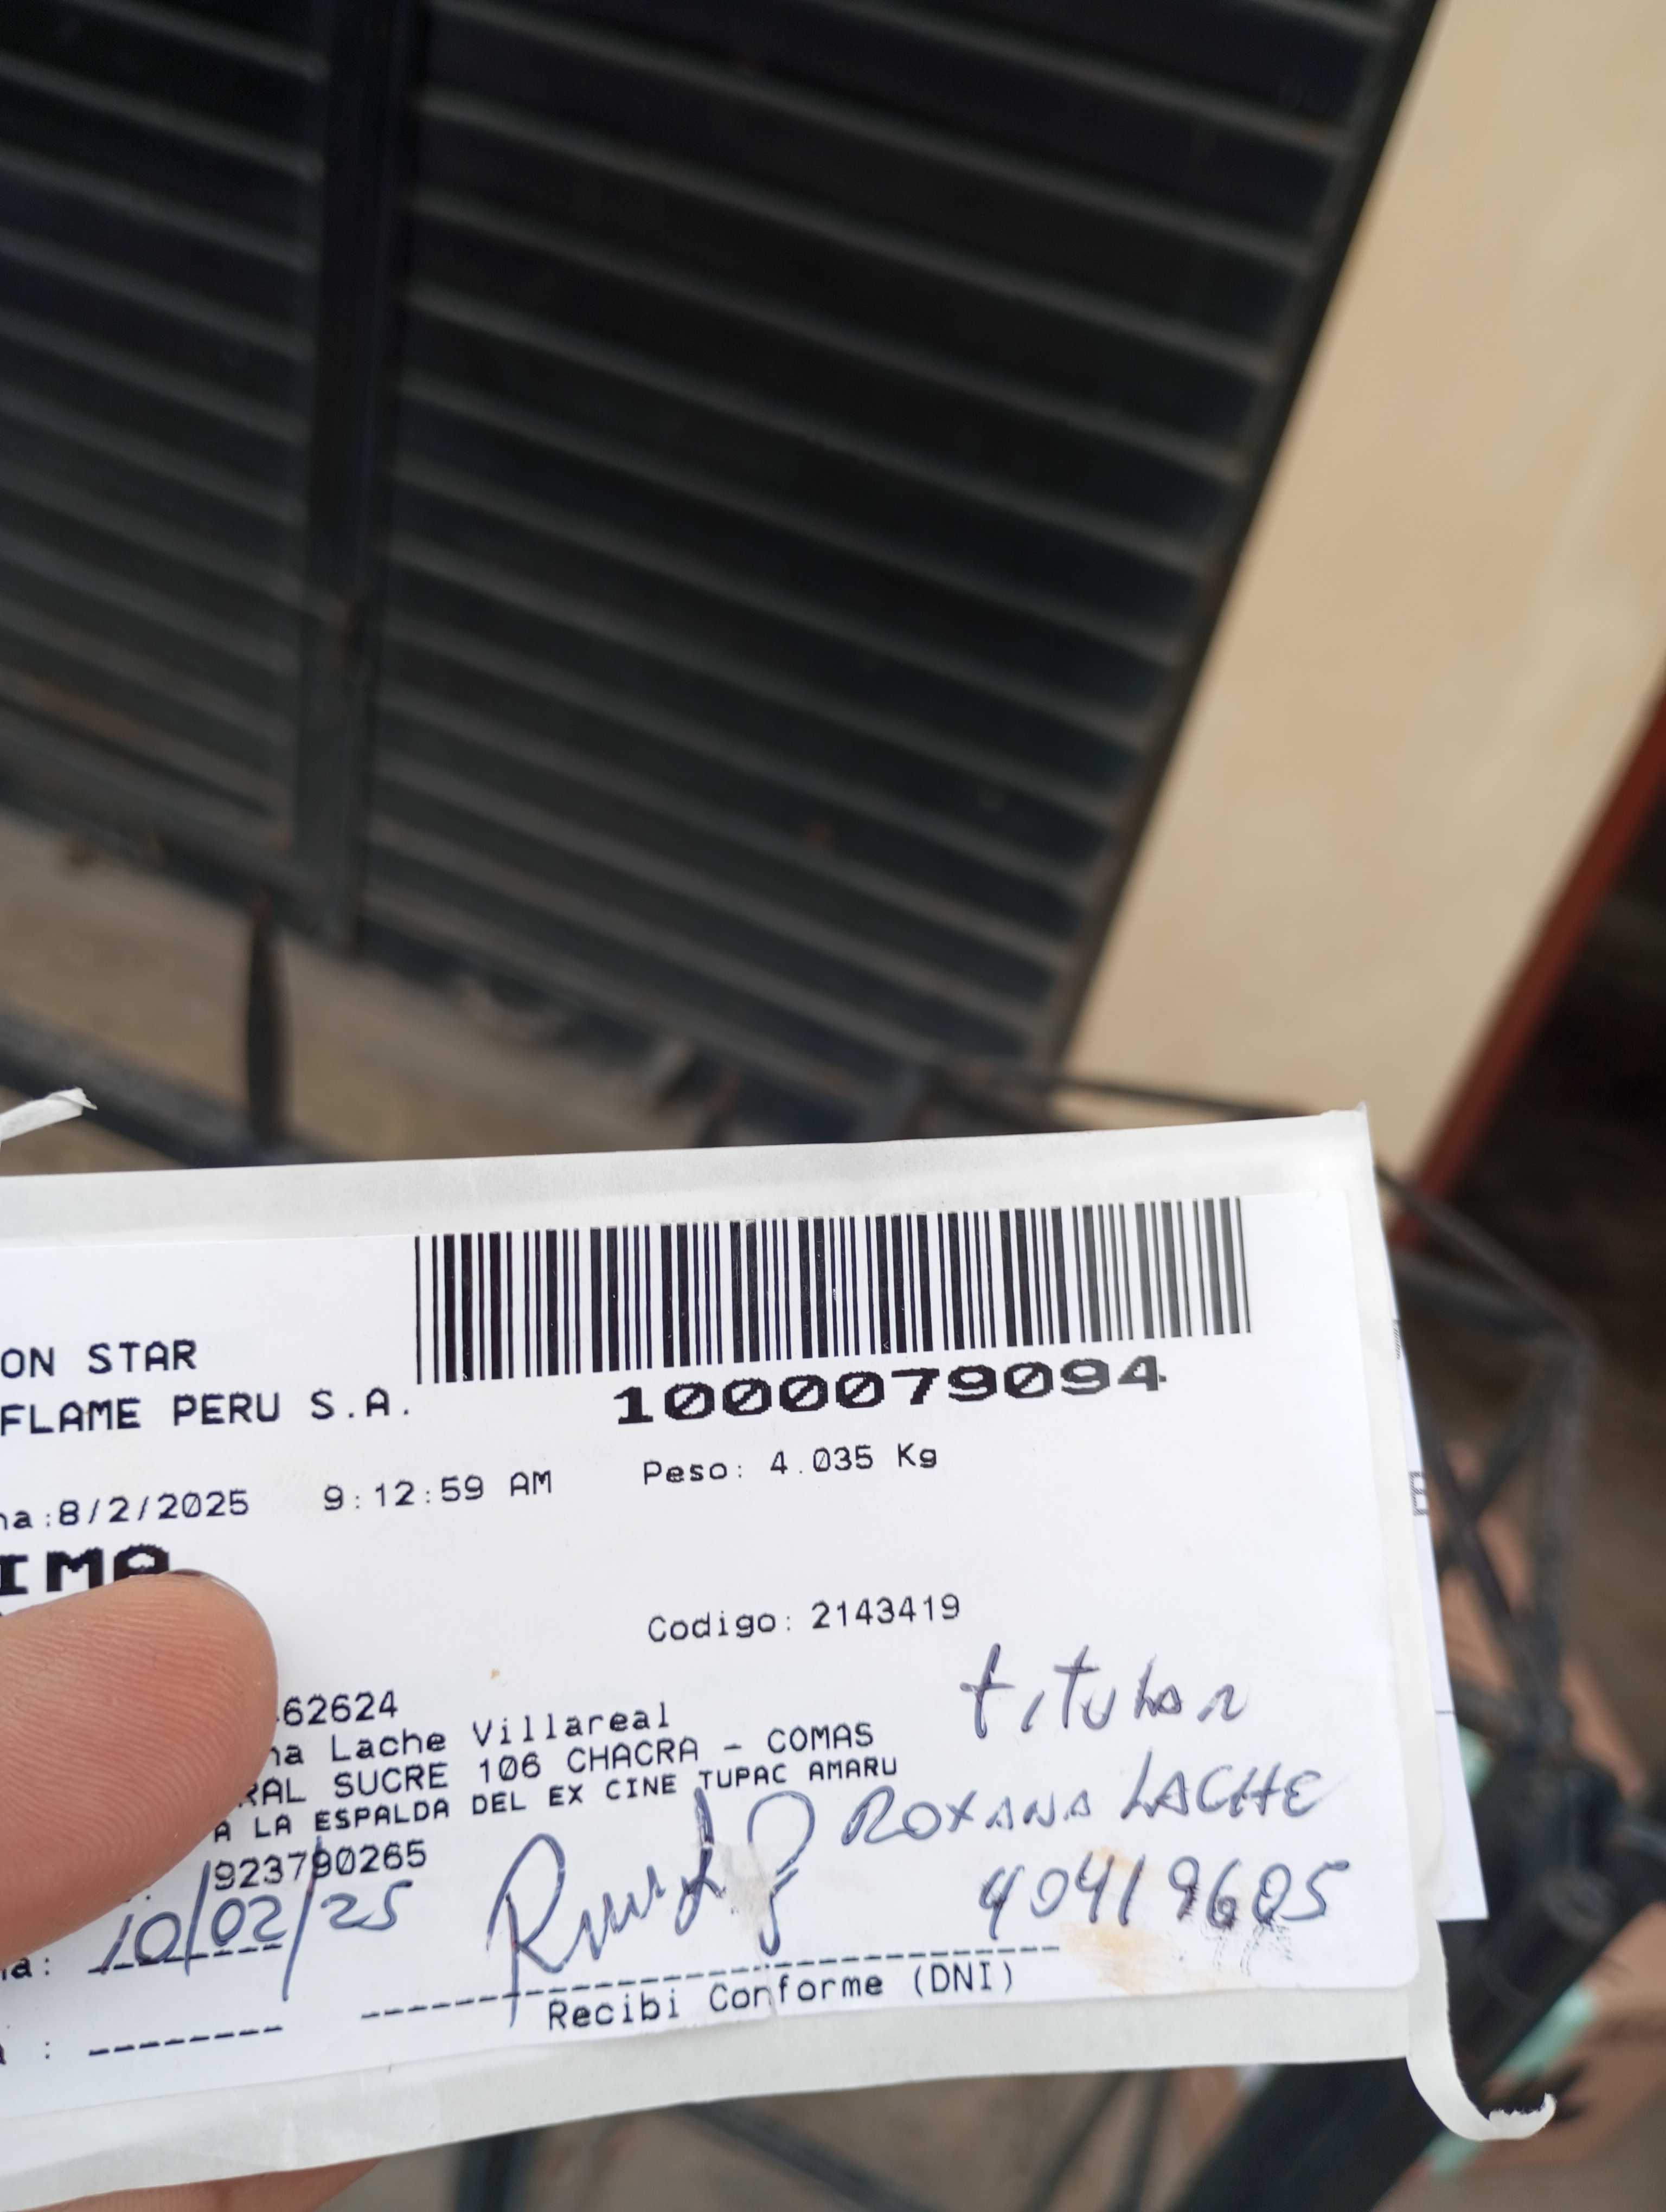 ON STAR
FLAME PERU S.A.
1000079094
na:8/2/2025 9:12:59 AM Peso: 4.035 Kg
IMA
Codigo: 2143419
titular
62624
na Lache Villareal
RAL SUCRE 106 CHACRA - COMAS
A LA ESPALDA DEL EX CINE TUPAC AMARU
ROXANA LACHE
923790265
40419605
a: 10/02/25
Recibi Conforme (DNI)